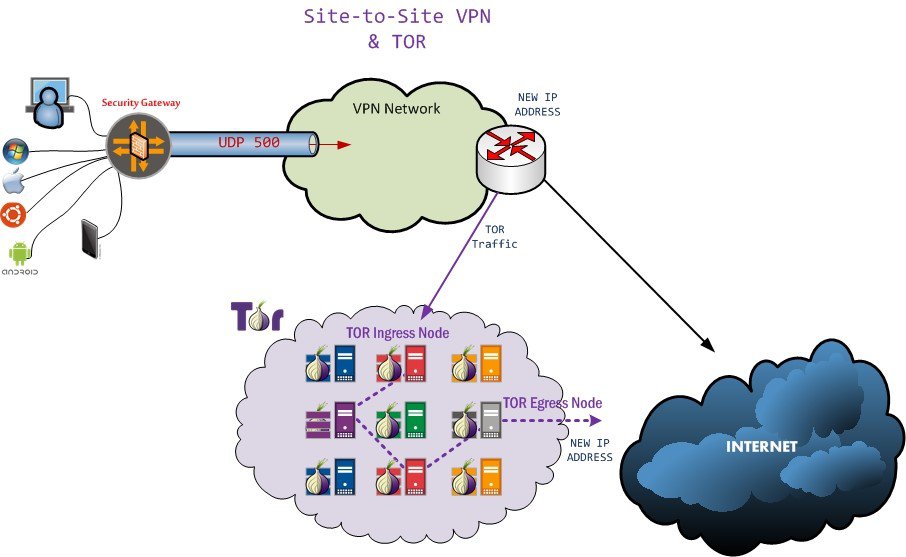 Site-to-Site VPN
& TOR
Security Gateway
UDP 500
VPN Network
NEW IP
ADDRESS
TOR
Traffic
ANDROID
Tor
TOR Ingress Node
TOR Egress Node
NEW IP
ADDRESS
INTERNET